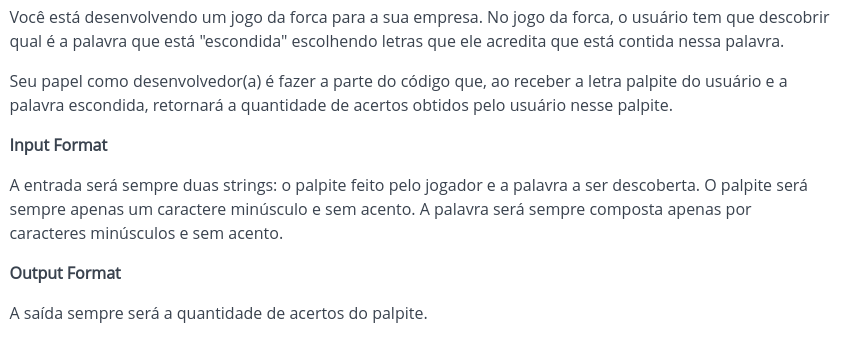 Você está desenvolvendo um jogo da forca para a sua empresa. No jogo da forca, o usuário tem que descobrir
qual é a palavra que está "escondida" escolhendo letras que ele acredita que está contida nessa palavra.
Seu papel como desenvolvedor(a) é fazer a parte do código que, ao receber a letra palpite do usuário e a
palavra escondida, retornará a quantidade de acertos obtidos pelo usuário nesse palpite.
Input Format
A entrada será sempre duas strings: o palpite feito pelo jogador e a palavra a ser descoberta. O palpite será
sempre apenas um caractere minúsculo e sem acento. A palavra será sempre composta apenas por
caracteres minúsculos e sem acento.
Output Format
A saída sempre será a quantidade de acertos do palpite.